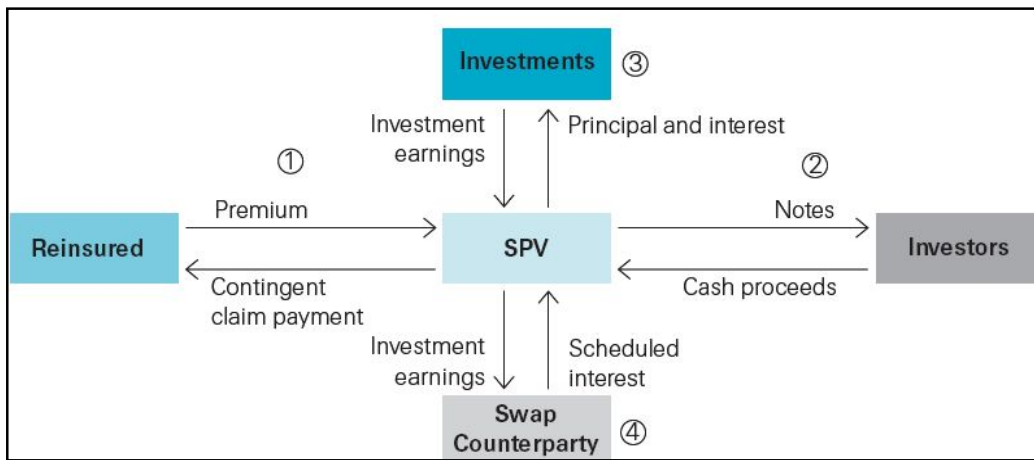 Investments ③
Investment
earnings
Principal and interest
①
②
Premium
Notes
Reinsured
SPV
Investors
Contingent
claim payment
Cash proceeds
Investment
earnings
Scheduled
interest
Swap
Counterparty
④